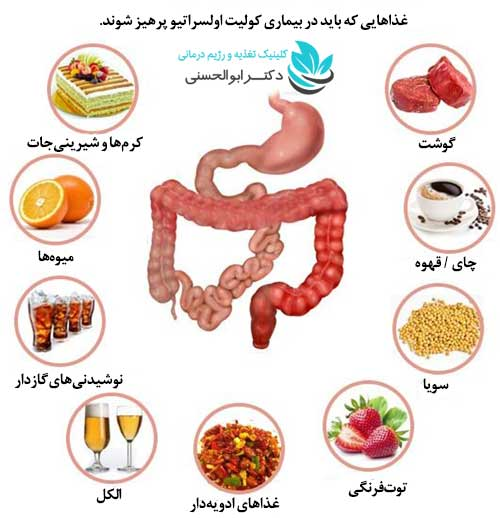 غذاهایی که باید در بیماری کولیت اولسراتیو پرهیز شوند.
کلینیک تغذیه و رژیم درمانی
دکتر ابوالحسنی
گوشت
کرم‌ها و شیرینی‌جات
چای / قهوه
میوه‌ها
سویا
نوشیدنی‌های گازدار
توت‌فرنگی
غذاهای ادویه‌دار
الکل